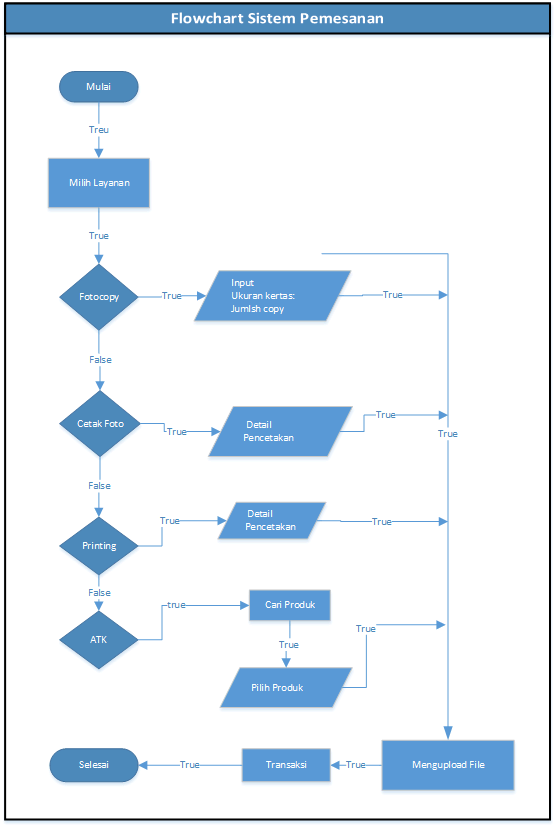 Flowchart Sistem Pemesanan
Mulai
Treu
Milih Layanan
True
Fotocopy
True
Input
Ukuran kertas:
Jumlsh copy
True
False
Cetak Foto
True
Detail
Pencetakan
True
True
False
Printing
True
Detail
Pencetakan
True
False
ATK
true
Cari Produk
True
True
Pilih Produk
Selesai
True
Transaksi
True
Mengupload File